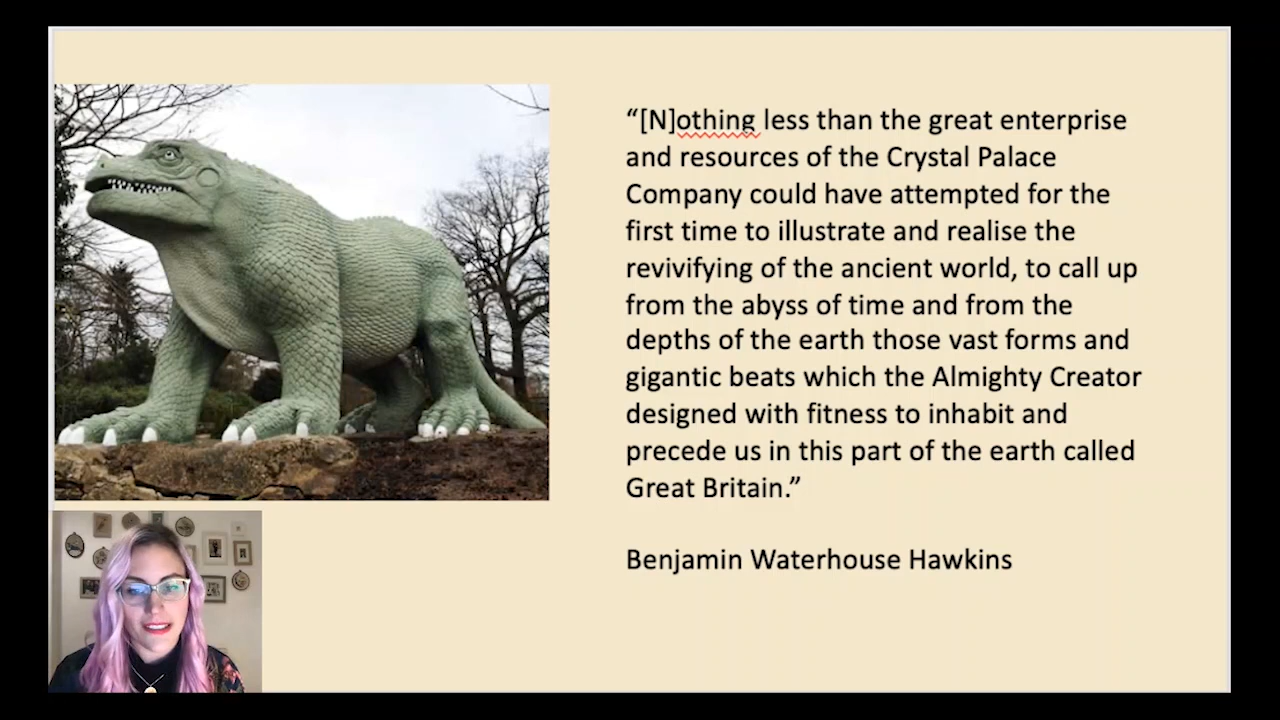 “[N]othing less than the great enterprise
and resources of the Crystal Palace
Company could have attempted for the
first time to illustrate and realise the
revivifying of the ancient world, to call up
from the abyss of time and from the
depths of the earth those vast forms and
gigantic beats which the Almighty Creator
designed with fitness to inhabit and
precede us in this part of the earth called
Great Britain.”
Benjamin Waterhouse Hawkins